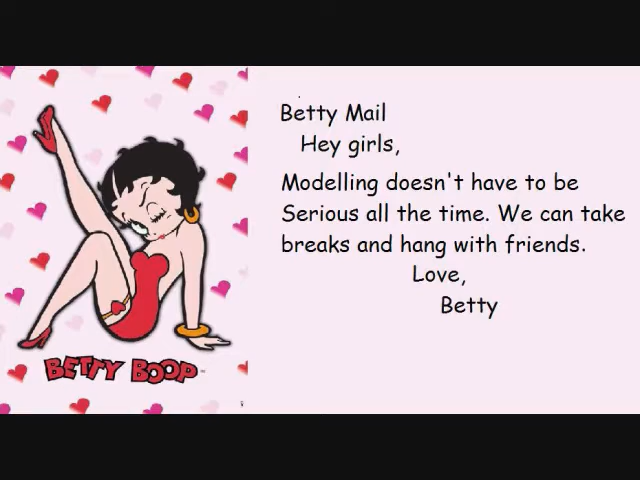 Betty Mail
Hey girls,
Modelling doesn't have to be
Serious all the time. We can take
breaks and hang with friends.
Love,
Betty
BETTY BOOP